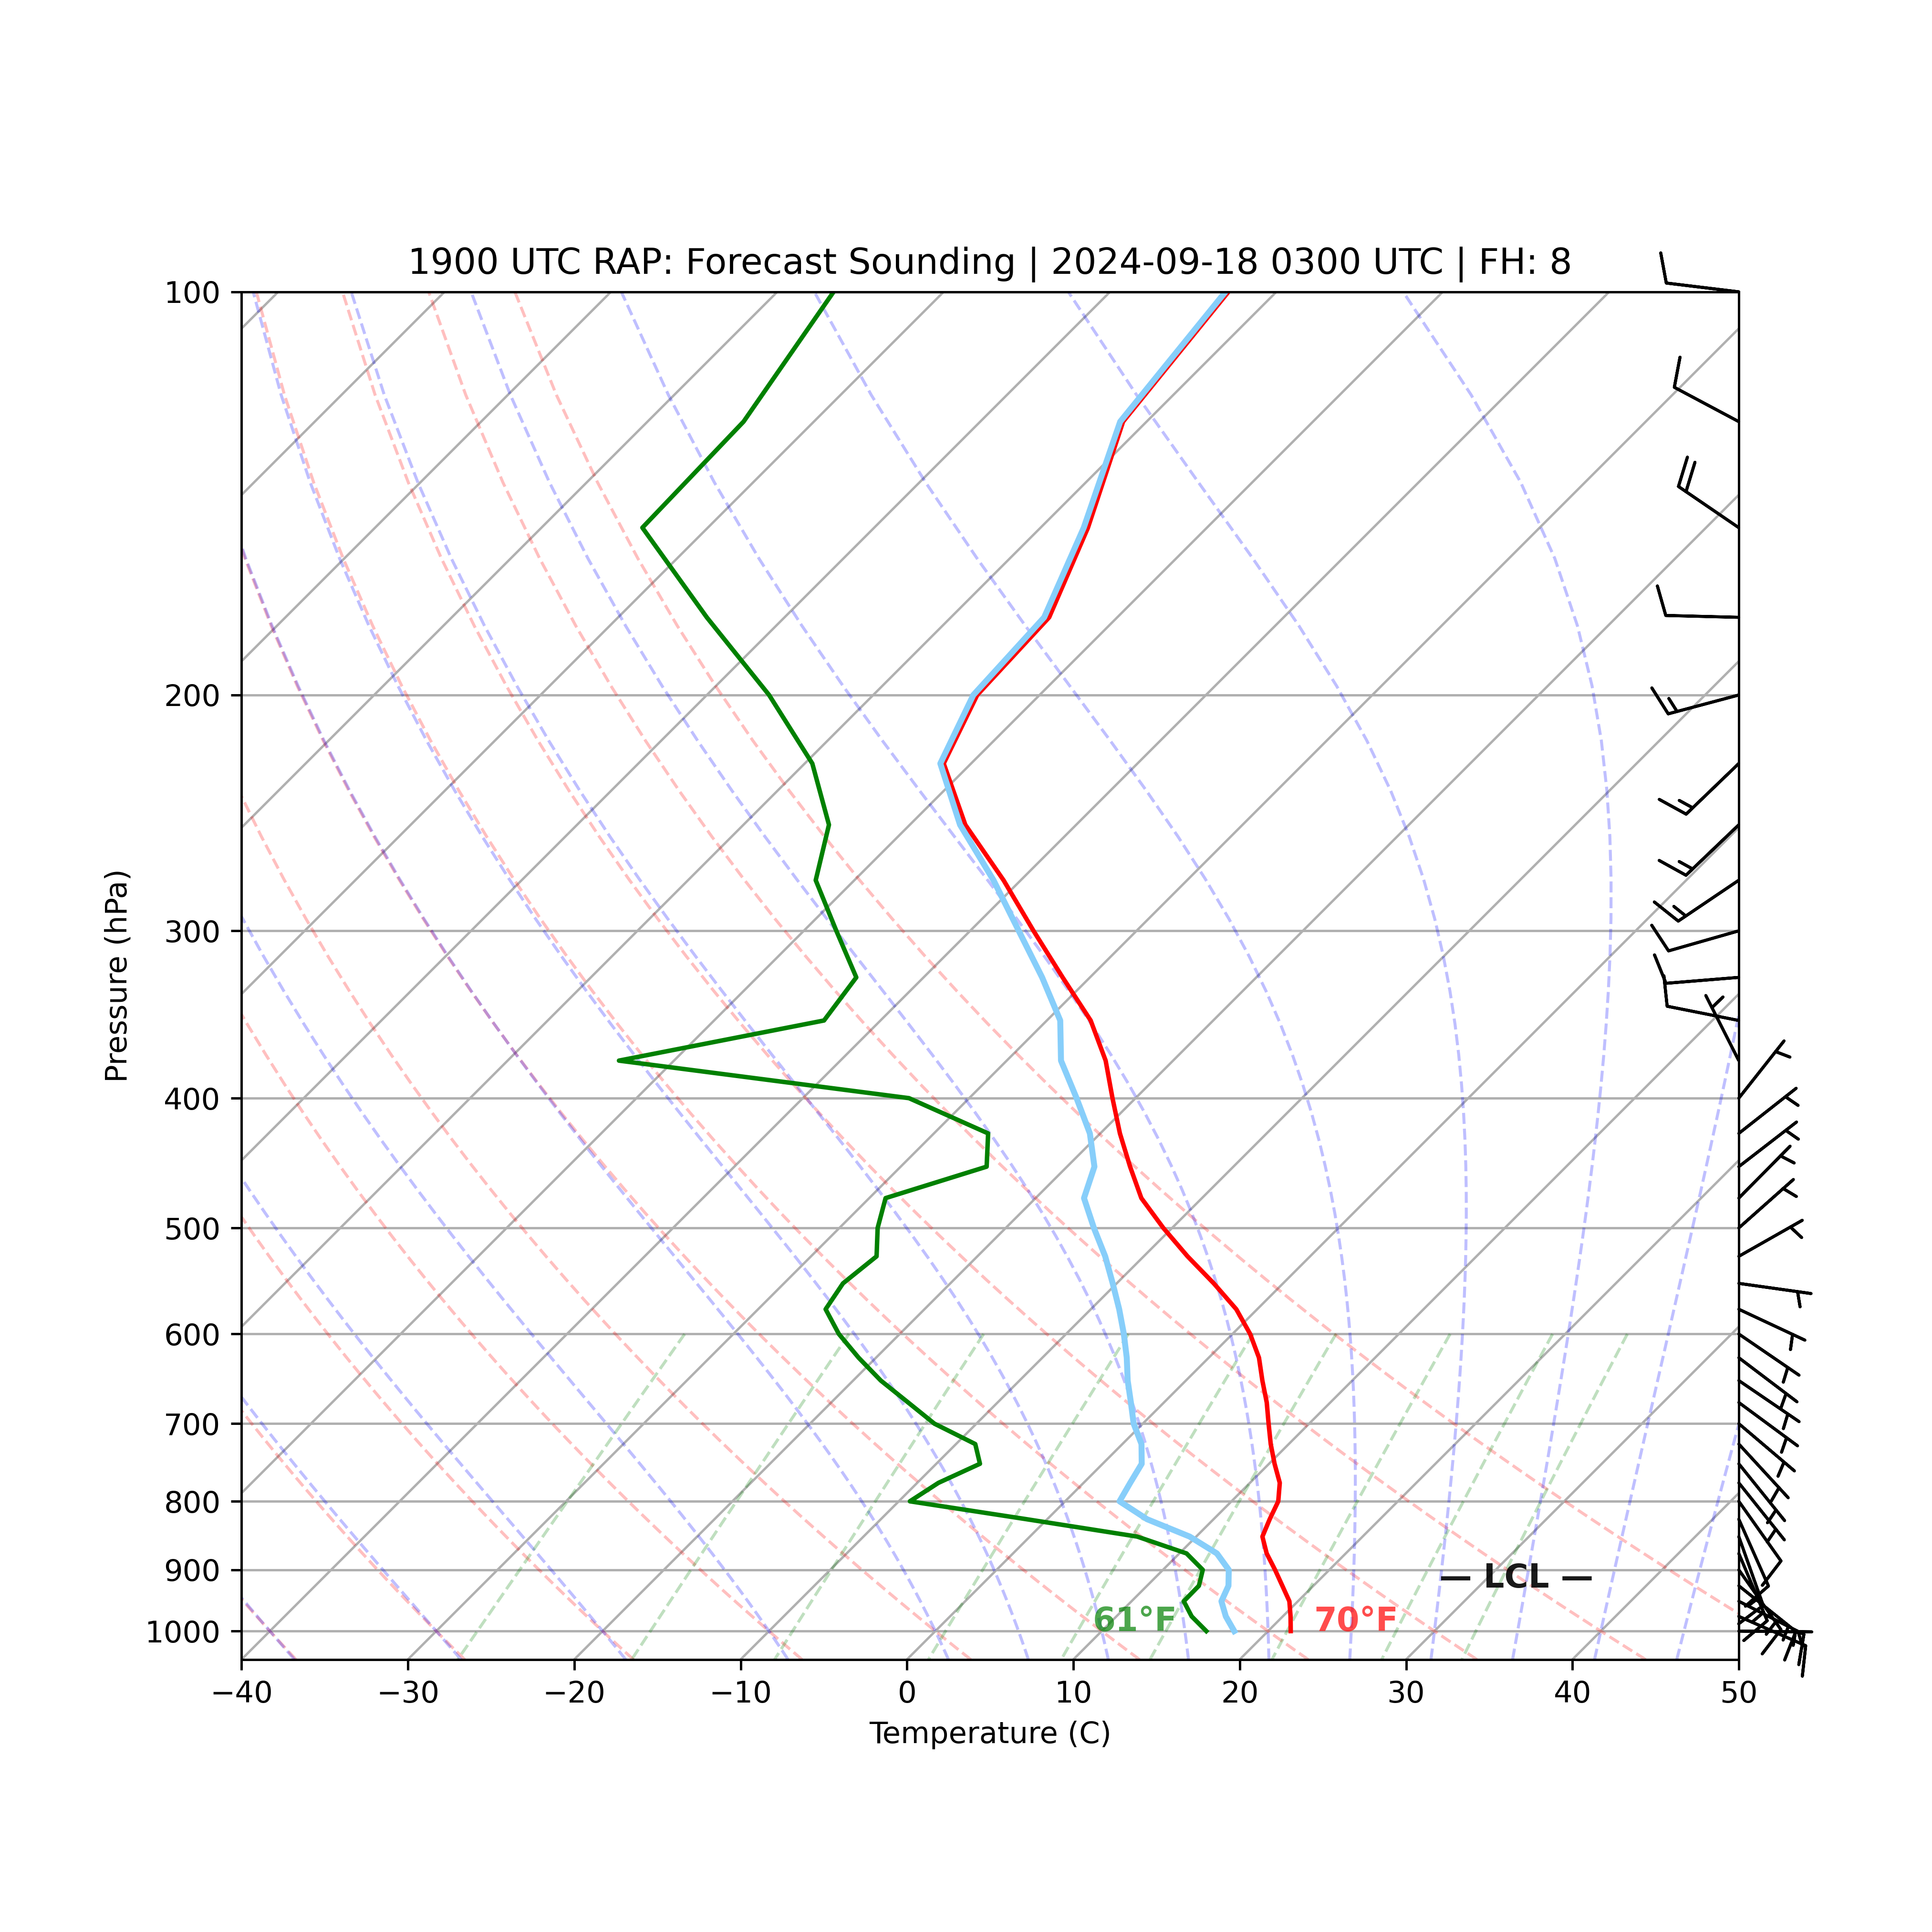 1900 UTC RAP: Forecast Sounding | 2024-09-18 0300 UTC | FH: 8
100
200
300
400
500
600
700
800
900
1000
Pressure (hPa)
— LCL —
61°F 70°F
−40 −30 −20 −10 0 10 20 30 40 50
Temperature (C)